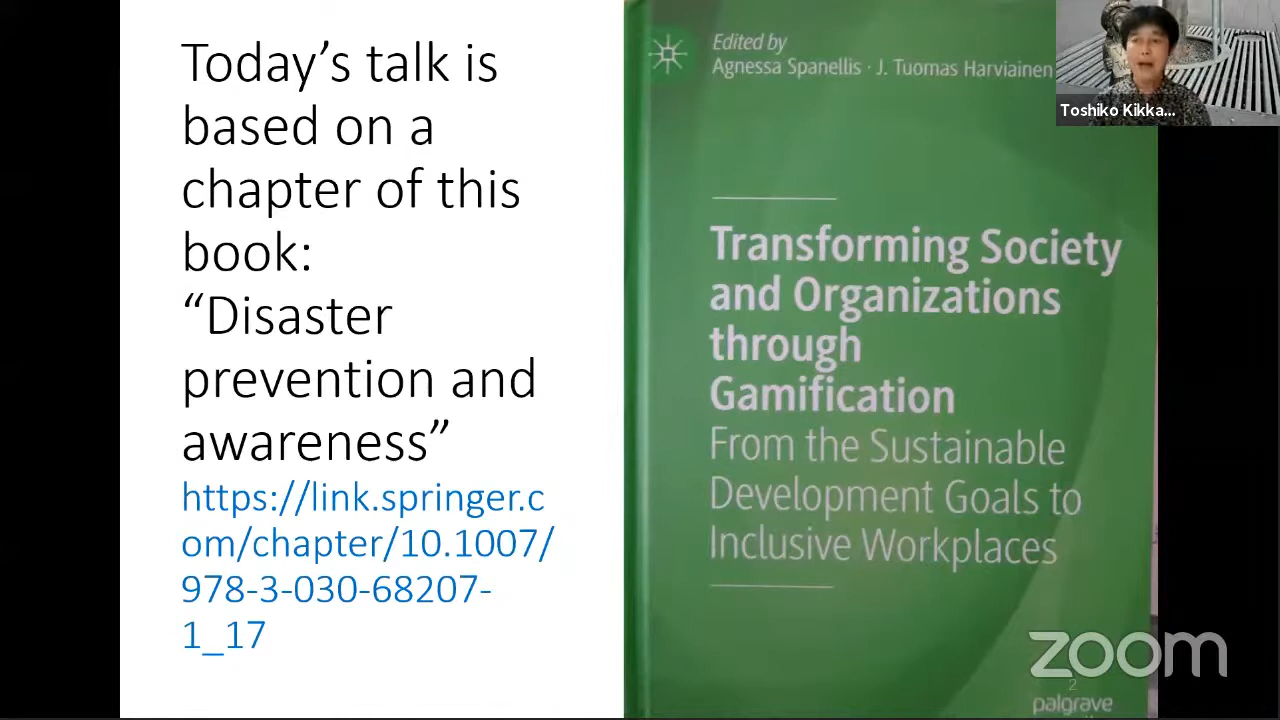 Today’s talk is
based on a
chapter of this
book:
“Disaster
prevention and
awareness”
https://link.springer.c
om/chapter/10.1007/
978-3-030-68207-
1_17
Edited by
Agnessa Spanellis · J. Tuomas Harviainen
Transforming Society
and Organizations
through
Gamification
From the Sustainable
Development Goals to
Inclusive Workplaces
palgrave
2
Toshiko Kikka...
zoom